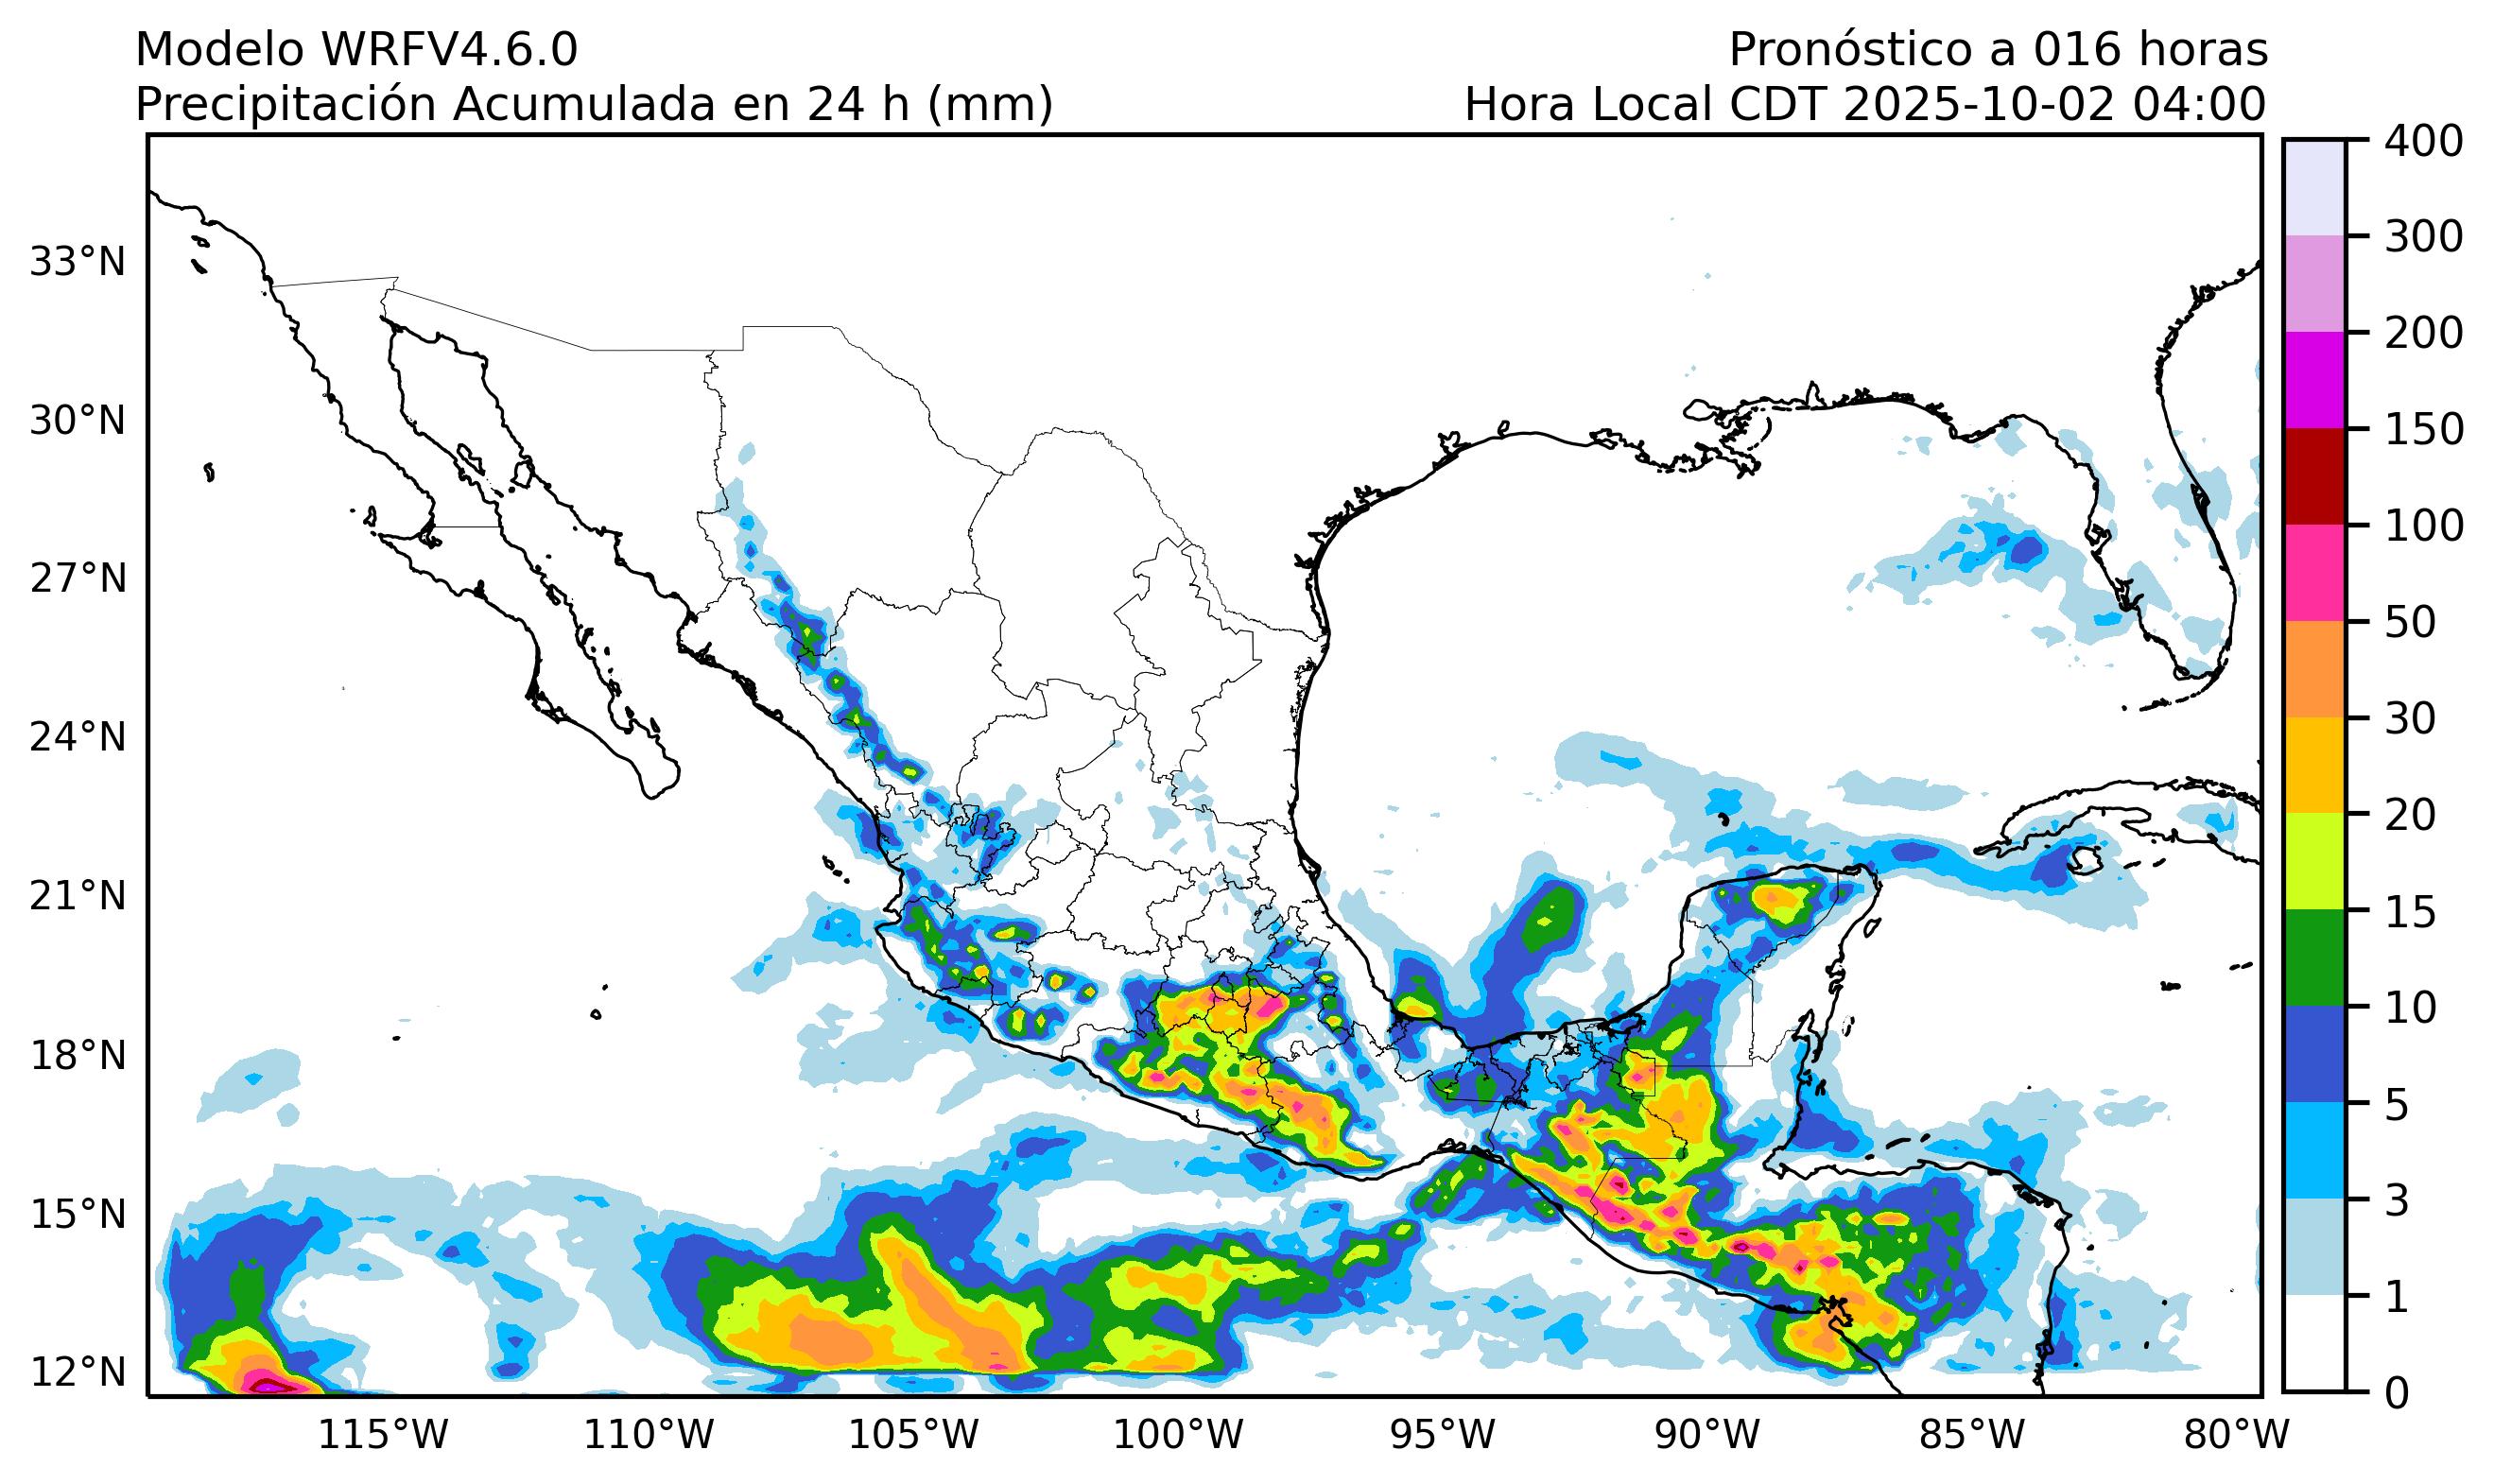 Modelo WRFV4.6.0
Pronóstico a 016 horas
Precipitación Acumulada en 24 h (mm)
Hora Local CDT 2025-10-02 04:00
33°N
30°N
27°N
24°N
21°N
18°N
15°N
12°N
115°W
110°W
105°W
100°W
95°W
90°W
85°W
80°W
400
300
200
150
100
50
30
20
15
10
5
3
1
0